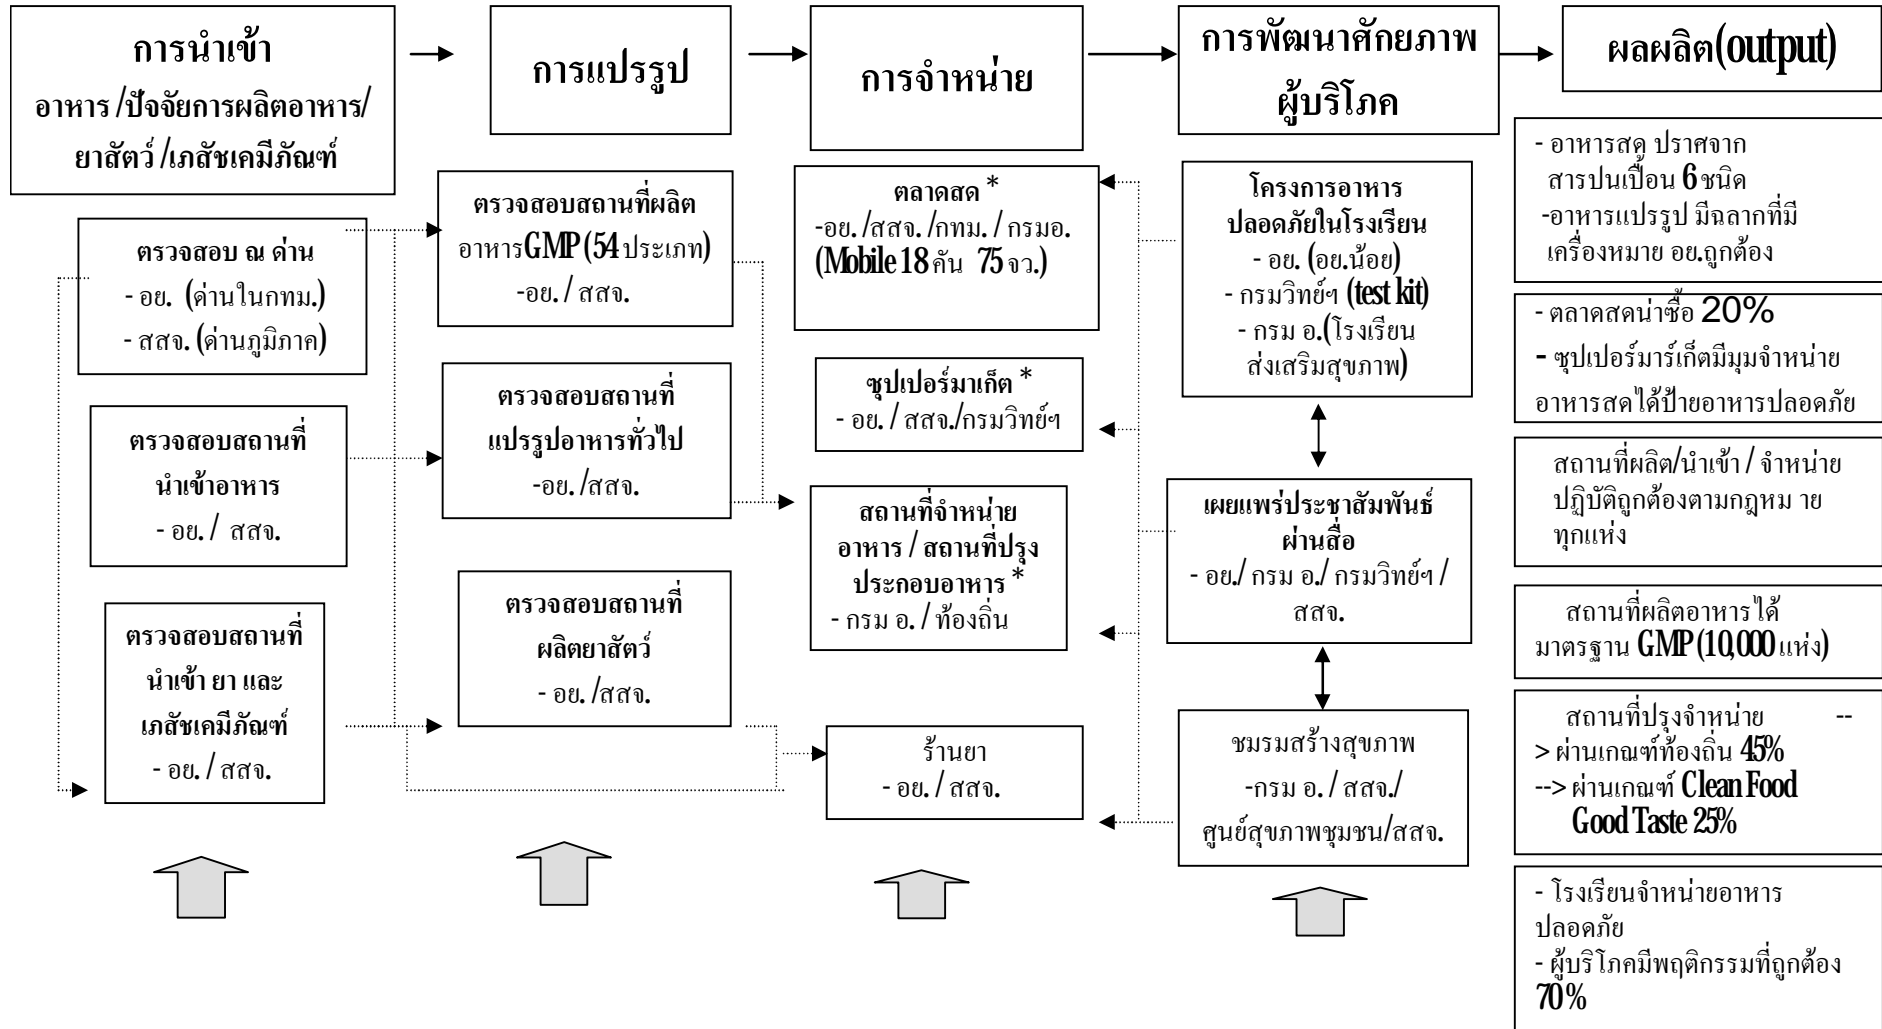 การนำเข้า
อาหาร /ปัจจัยการผลิตอาหาร/
ยาสัตว์ /เภสัชเคมีภัณฑ์
การแปรรูป
การจำหน่าย
การพัฒนาศักยภาพ
ผู้บริโภค
ผลผลิต(output)
ตรวจสอบ ณ ด่าน
- อย. (ด่านในกทม.)
- สสจ. (ด่านภูมิภาค)
ตรวจสอบสถานที่
นำเข้าอาหาร
- อย. / สสจ.
ตรวจสอบสถานที่
นำเข้า ยา และ
เภสัชเคมีภัณฑ์
- อย. / สสจ.
ตรวจสอบสถานที่ผลิต
อาหารGMP (54 ประเภท)
-อย. / สสจ.
ตรวจสอบสถานที่
แปรรูปอาหารทั่วไป
-อย. /สสจ.
ตรวจสอบสถานที่
ผลิตยาสัตว์
- อย. /สสจ.
ตลาดสด *
-อย. /สสจ. /กทม. / กรมอ.
(Mobile 18 คัน 75 จว.)
ซุปเปอร์มาเก็ต *
- อย. / สสจ./กรมวิทย์ฯ
สถานที่จำหน่าย
อาหาร / สถานที่ปรุง
ประกอบอาหาร *
- กรม อ. / ท้องถิ่น
ร้านยา
- อย. / สสจ.
โครงการอาหาร
ปลอดภัยในโรงเรียน
- อย. (อย.น้อย)
- กรมวิทย์ฯ (test kit)
- กรม อ.(โรงเรียน
ส่งเสริมสุขภาพ)
เผยแพร่ประชาสัมพันธ์
ผ่านสื่อ
- อย./ กรม อ./ กรมวิทย์ฯ /
สสจ.
ชมรมสร้างสุขภาพ
-กรม อ. / สสจ./
ศูนย์สุขภาพชุมชน/สสจ.
- อาหารสด ปราศจาก
สารปนเปื้อน 6 ชนิด
-อาหารแปรรูป มีฉลากที่มี
เครื่องหมาย อย.ถูกต้อง
- ตลาดสดน่าซื้อ 20%
- ซุปเปอร์มาร์เก็ตมีมุมจำหน่าย
อาหารสดได้ป้ายอาหารปลอดภัย
สถานที่ผลิต/นำเข้า / จำหน่าย
ปฏิบัติถูกต้องตามกฎหม าย
ทุกแห่ง
สถานที่ผลิตอาหารได้
มาตรฐาน GMP (10,000 แห่ง)
สถานที่ปรุงจำหน่าย --
> ผ่านเกณฑ์ท้องถิ่น 45%
--> ผ่านเกณฑ์ Clean Food
Good Taste 25%
- โรงเรียนจำหน่ายอาหาร
ปลอดภัย
- ผู้บริโภคมีพฤติกรรมที่ถูกต้อง
70%